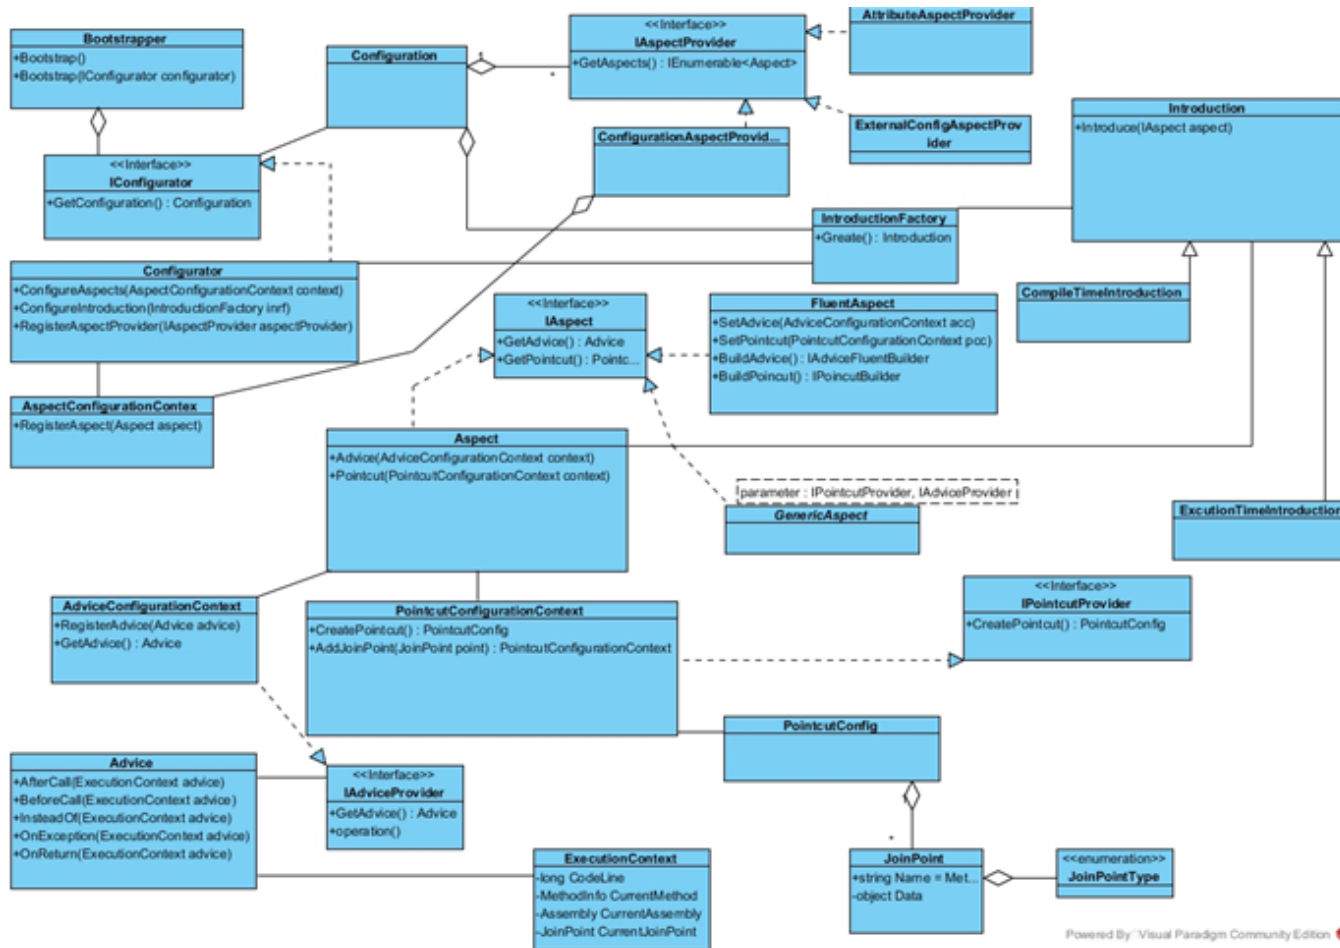 Bootstrapper
+Bootstrap()
+Bootstrap(IConfigurator configurator)
Configuration
<<Interface>>
IAspectProvider
+GetAspects() : IEnumerable<Aspect>
AttributeAspectProvider
ExternalConfigAspectProv
ider
ConfigurationAspectProvid...
Introduction
+Introduce(IAspect aspect)
<<Interface>>
IConfigurator
+GetConfiguration() : Configuration
IntroductionFactory
+Greate() : Introduction
Configurator
+ConfigureAspects(AspectConfigurationContext context)
+ConfigureIntroduction(IntroductionFactory inrf)
+RegisterAspectProvider(IAspectProvider aspectProvider)
<<Interface>>
IAspect
+GetAdvice() : Advice
+GetPointcut() : Pointc...
FluentAspect
+SetAdvice(AdviceConfigurationContext acc)
+SetPointcut(PointcutConfigurationContext pcc)
+BuildAdvice() : IAdviceFluentBuilder
+BuildPoincut() : IPoincutBuilder
CompileTimeIntroduction
AspectConfigurationContex
+RegisterAspect(Aspect aspect)
Aspect
+Advice(AdviceConfigurationContext context)
+Pointcut(PointcutConfigurationContext context)
parameter : IPointcutProvider, IAdviceProvider
GenericAspect
ExcutionTimeIntroduction
AdviceConfigurationContext
+RegisterAdvice(Advice advice)
+GetAdvice() : Advice
PointcutConfigurationContext
+CreatePointcut() : PointcutConfig
+AddJoinPoint(JoinPoint point) : PointcutConfigurationContext
<<Interface>>
IPointcutProvider
+CreatePointcut() : PointcutConfig
PointcutConfig
Advice
+AfterCall(ExecutionContext advice)
+BeforeCall(ExecutionContext advice)
+InsteadOf(ExecutionContext advice)
+OnException(ExecutionContext advice)
+OnReturn(ExecutionContext advice)
<<Interface>>
IAdviceProvider
+GetAdvice() : Advice
+operation()
ExecutionContext
-long CodeLine
-MethodInfo CurrentMethod
-Assembly CurrentAssembly
-JoinPoint CurrentJoinPoint
JoinPoint
+string Name = Met...
-object Data
<<enumeration>>
JoinPointType
Powered By Visual Paradigm Community Edition